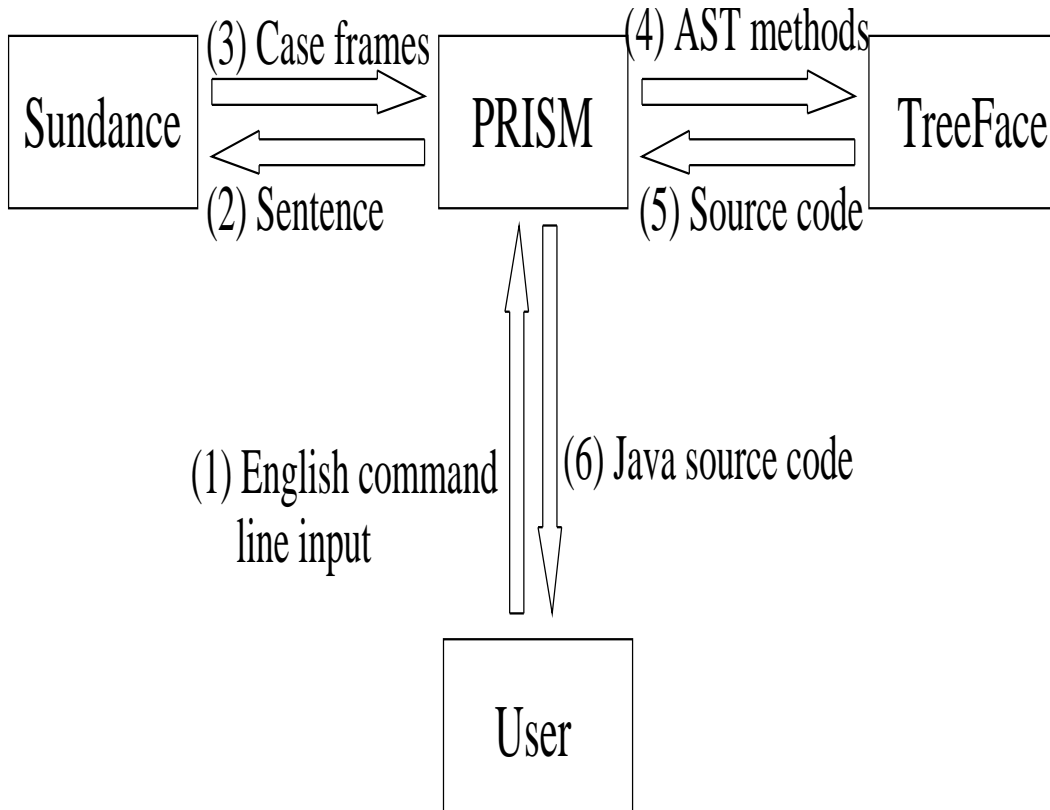 (3) Case frames
(4) AST methods
Sundance
PRISM
TreeFace
(2) Sentence
(5) Source code
(1) English command
line input
(6) Java source code
User